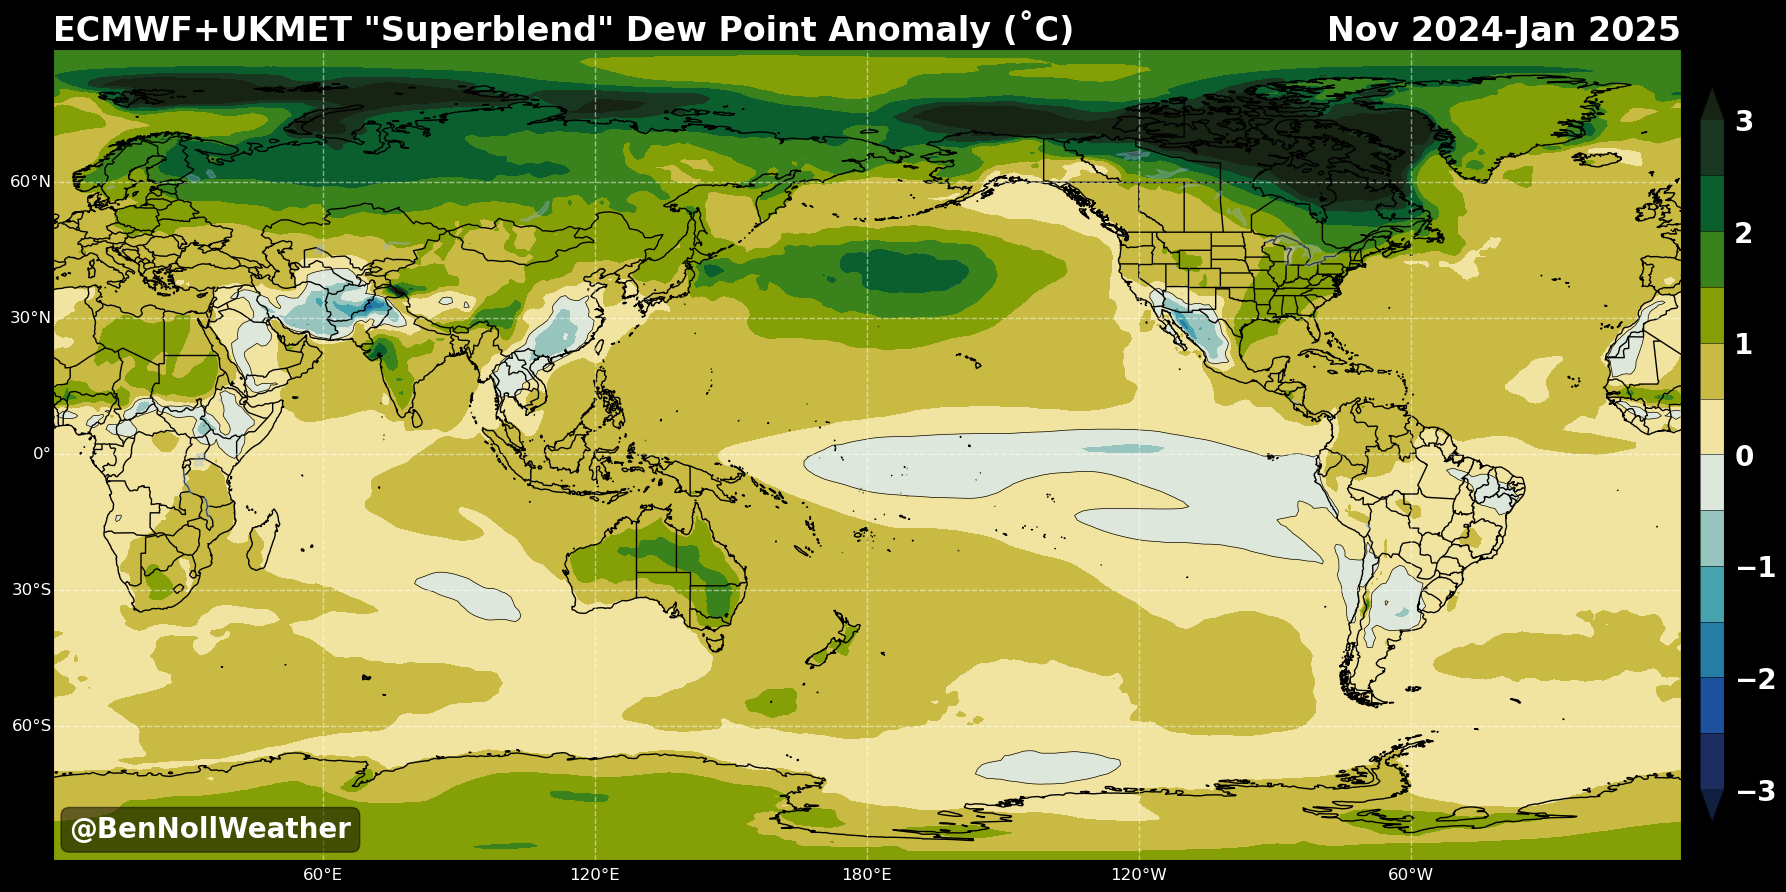 ECMWF+UKMET "Superblend" Dew Point Anomaly (˚C)
Nov 2024-Jan 2025
60°N
30°N
0°
30°S
60°S
60°E
120°E
180°E
120°W
60°W
3
2
1
0
−1
−2
−3
@BenNollWeather